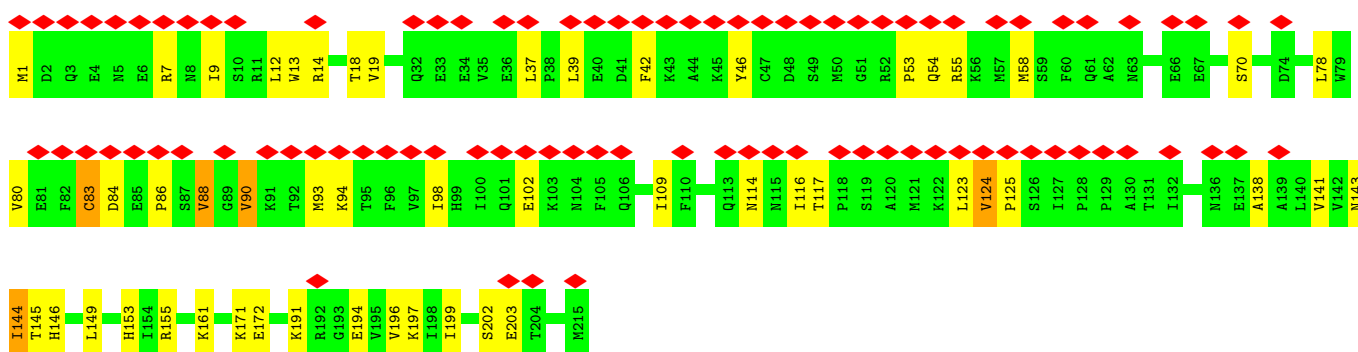 M1 D2 Q3 E4 N5 E6 R7 N8 I9 S10 R11 L12 W13 R14 T18 V19 Q32 E33 E34 V35 E36 L37 P38 L39 E40 D41 F42 K43 A44 K45 Y46 C47 D48 S49 M50 G51 R52 P53 Q54 R55 K56 M57 M58 S59 F60 Q61 A62 N63 E66 E67 S70 D74 L78 W79
V80 E81 F82 C83 D84 E85 P86 S87 V88 G89 V90 K91 T92 M93 K94 T95 F96 V97 I98 H99 I100 Q101 E102 K103 N104 F105 Q106 I109 F110 Q113 N114 N115 I116 T117 P118 S119 A120 M121 K122 L123 V124 P125 S126 I127 P128 P129 A130 T131 I132 N136 E137 A138 A139 L140 V141 V142 N143
I144 T145 H146 L149 H153 I154 R155 K161 K171 E172 K191 R192 G193 E194 V195 V196 K197 I198 I199 S202 E203 T204 M215